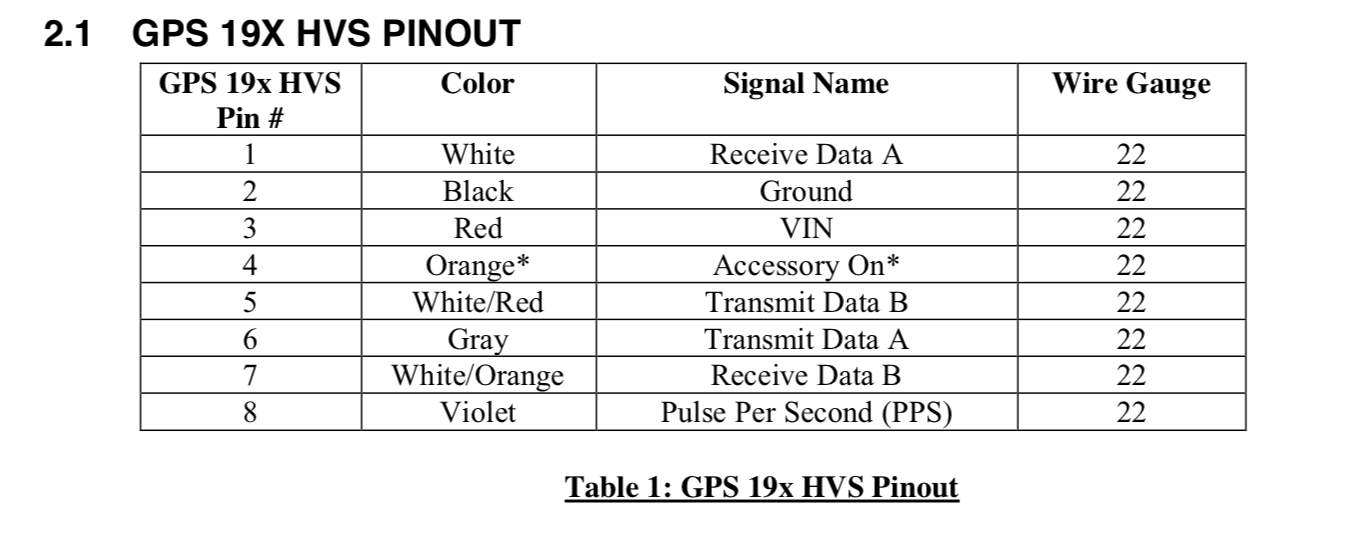 2.1 GPS 19X HVS PINOUT
GPS 19x HVS Pin # Color Signal Name Wire Gauge
1 White Receive Data A 22
2 Black Ground 22
3 Red VIN 22
4 Orange* Accessory On* 22
5 White/Red Transmit Data B 22
6 Gray Transmit Data A 22
7 White/Orange Receive Data B 22
8 Violet Pulse Per Second (PPS) 22
Table 1: GPS 19x HVS Pinout